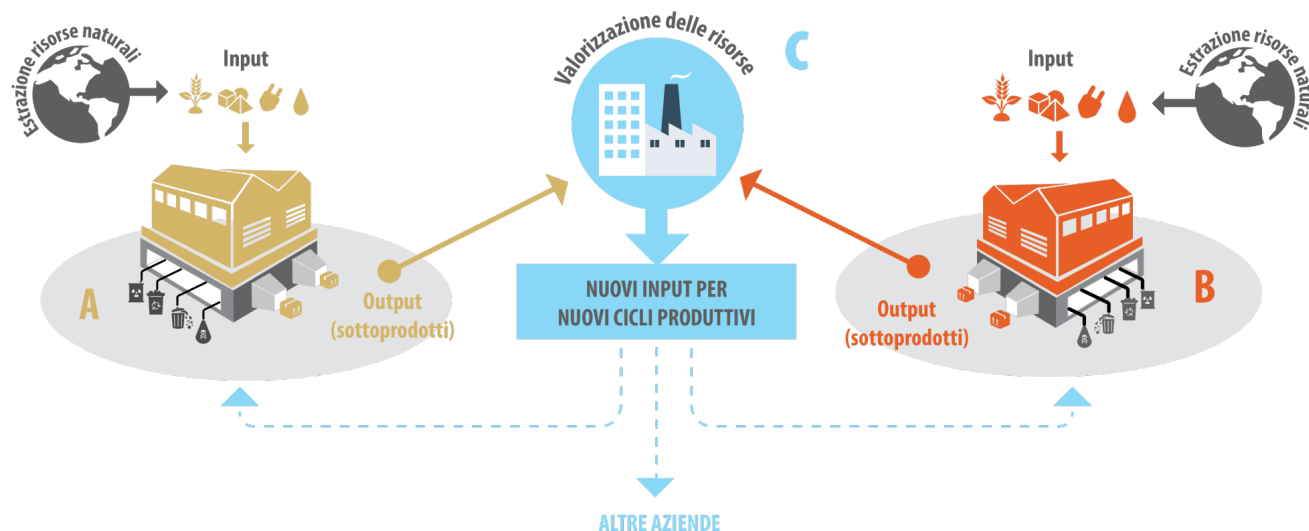 Estrazione risorse naturali
Input
Valorizzazione delle risorse
C
Input
Estrazione risorse naturali
A
Output
(sottoprodotti)
NUOVI INPUT PER
NUOVI CICLI PRODUTTIVI
Output
(sottoprodotti)
B
ALTRE AZIENDE